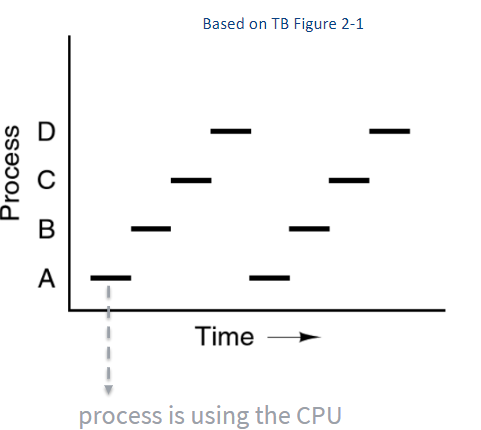 Based on TB Figure 2-1
Process
D
C
B
A
Time
process is using the CPU